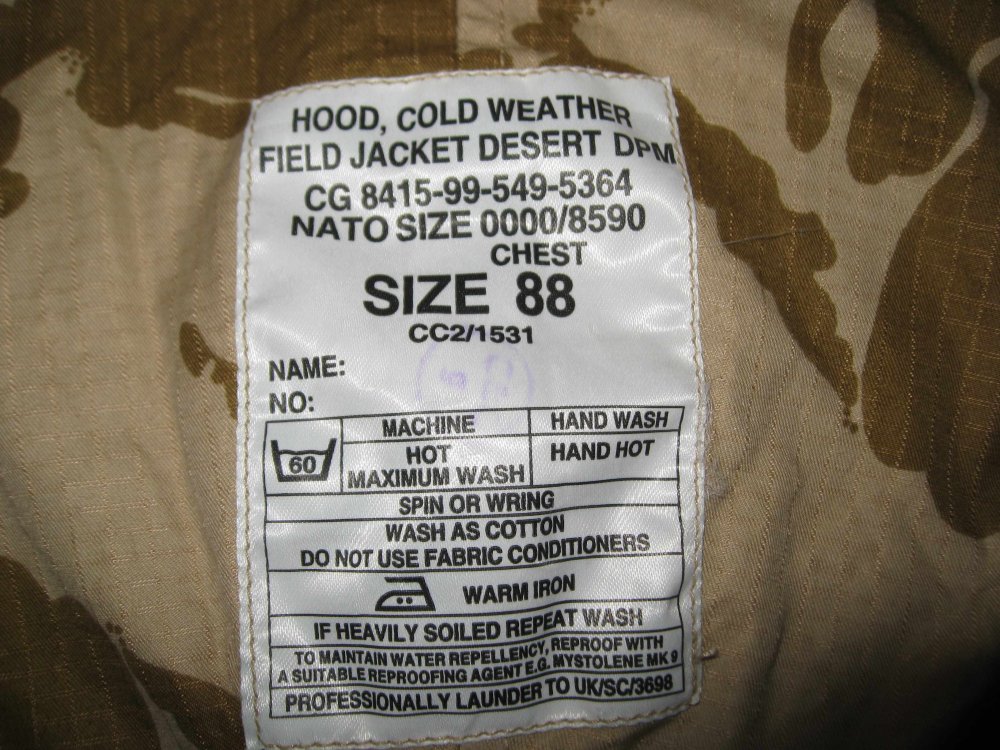 HOOD, COLD WEATHER
FIELD JACKET DESERT DPM
CG 8415-99-549-5364
NATO SIZE 0000/8590
CHEST
SIZE 88
CC2/1531
NAME:
NO:
60
MACHINE
HAND WASH
HOT
MAXIMUM WASH
HAND HOT
SPIN OR WRING
WASH AS COTTON
DO NOT USE FABRIC CONDITIONERS
WARM IRON
IF HEAVILY SOILED REPEAT WASH
TO MAINTAIN WATER REPELLENCY, REPROOF WITH
A SUITABLE REPROOFING AGENT E.G. MYSTOLENE MK 9
PROFESSIONALLY LAUNDER TO UK/SC/3698